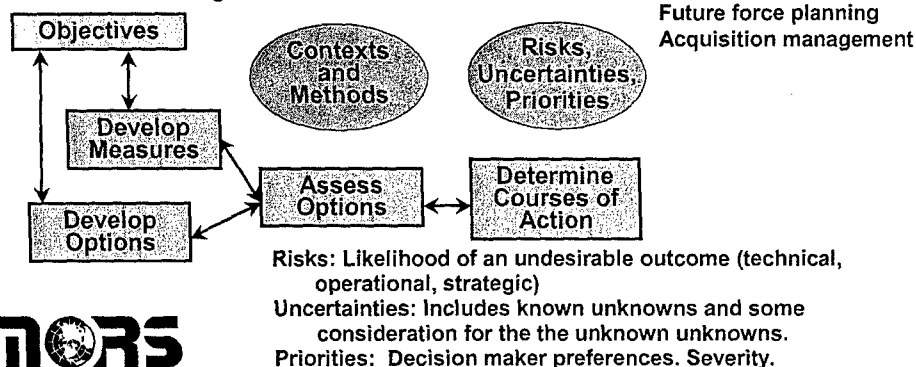 Future force planning
Acquisition management
Objectives
Contexts
and
Methods
Risks,
Uncertainties,
Priorities
Develop
Measures
Assess
Options
Determine
Courses of
Action
Develop
Options
Risks: Likelihood of an undesirable outcome (technical,
operational, strategic)
Uncertainties: Includes known unknowns and some
consideration for the the unknown unknowns.
Priorities: Decision maker preferences. Severity.
MORS